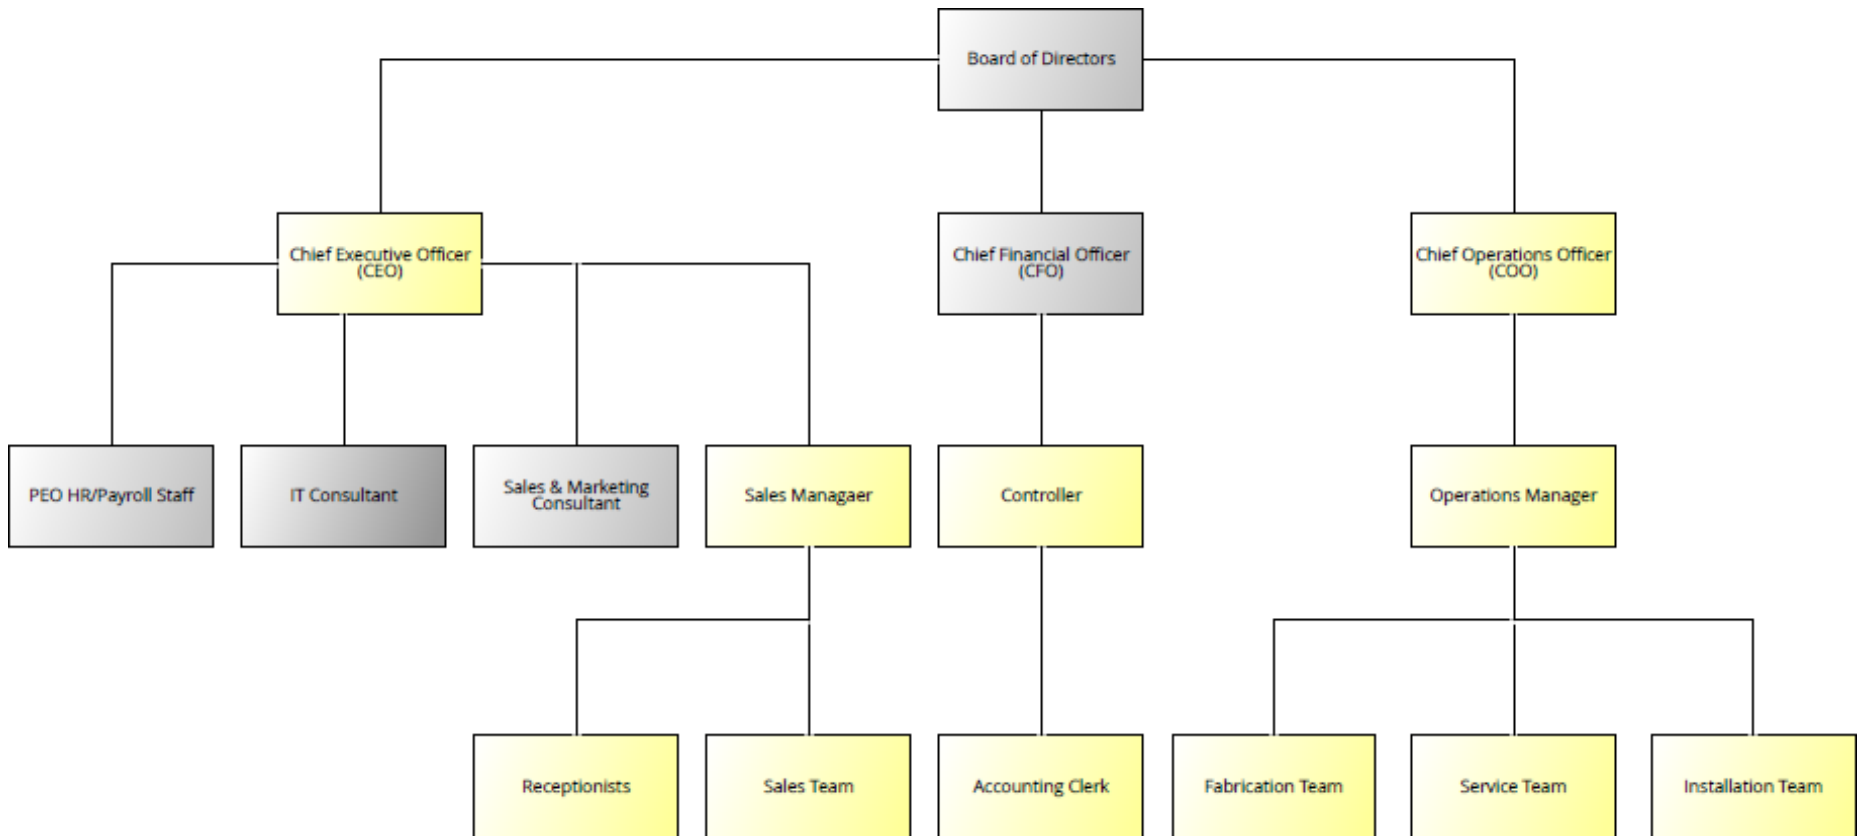 Board of Directors
Chief Executive Officer
(CEO)
Chief Financial Officer
(CFO)
Chief Operations Officer
(COO)
PEO HR/Payroll Staff
IT Consultant
Sales & Marketing
Consultant
Sales Managaer
Controller
Operations Manager
Receptionists
Sales Team
Accounting Clerk
Fabrication Team
Service Team
Installation Team